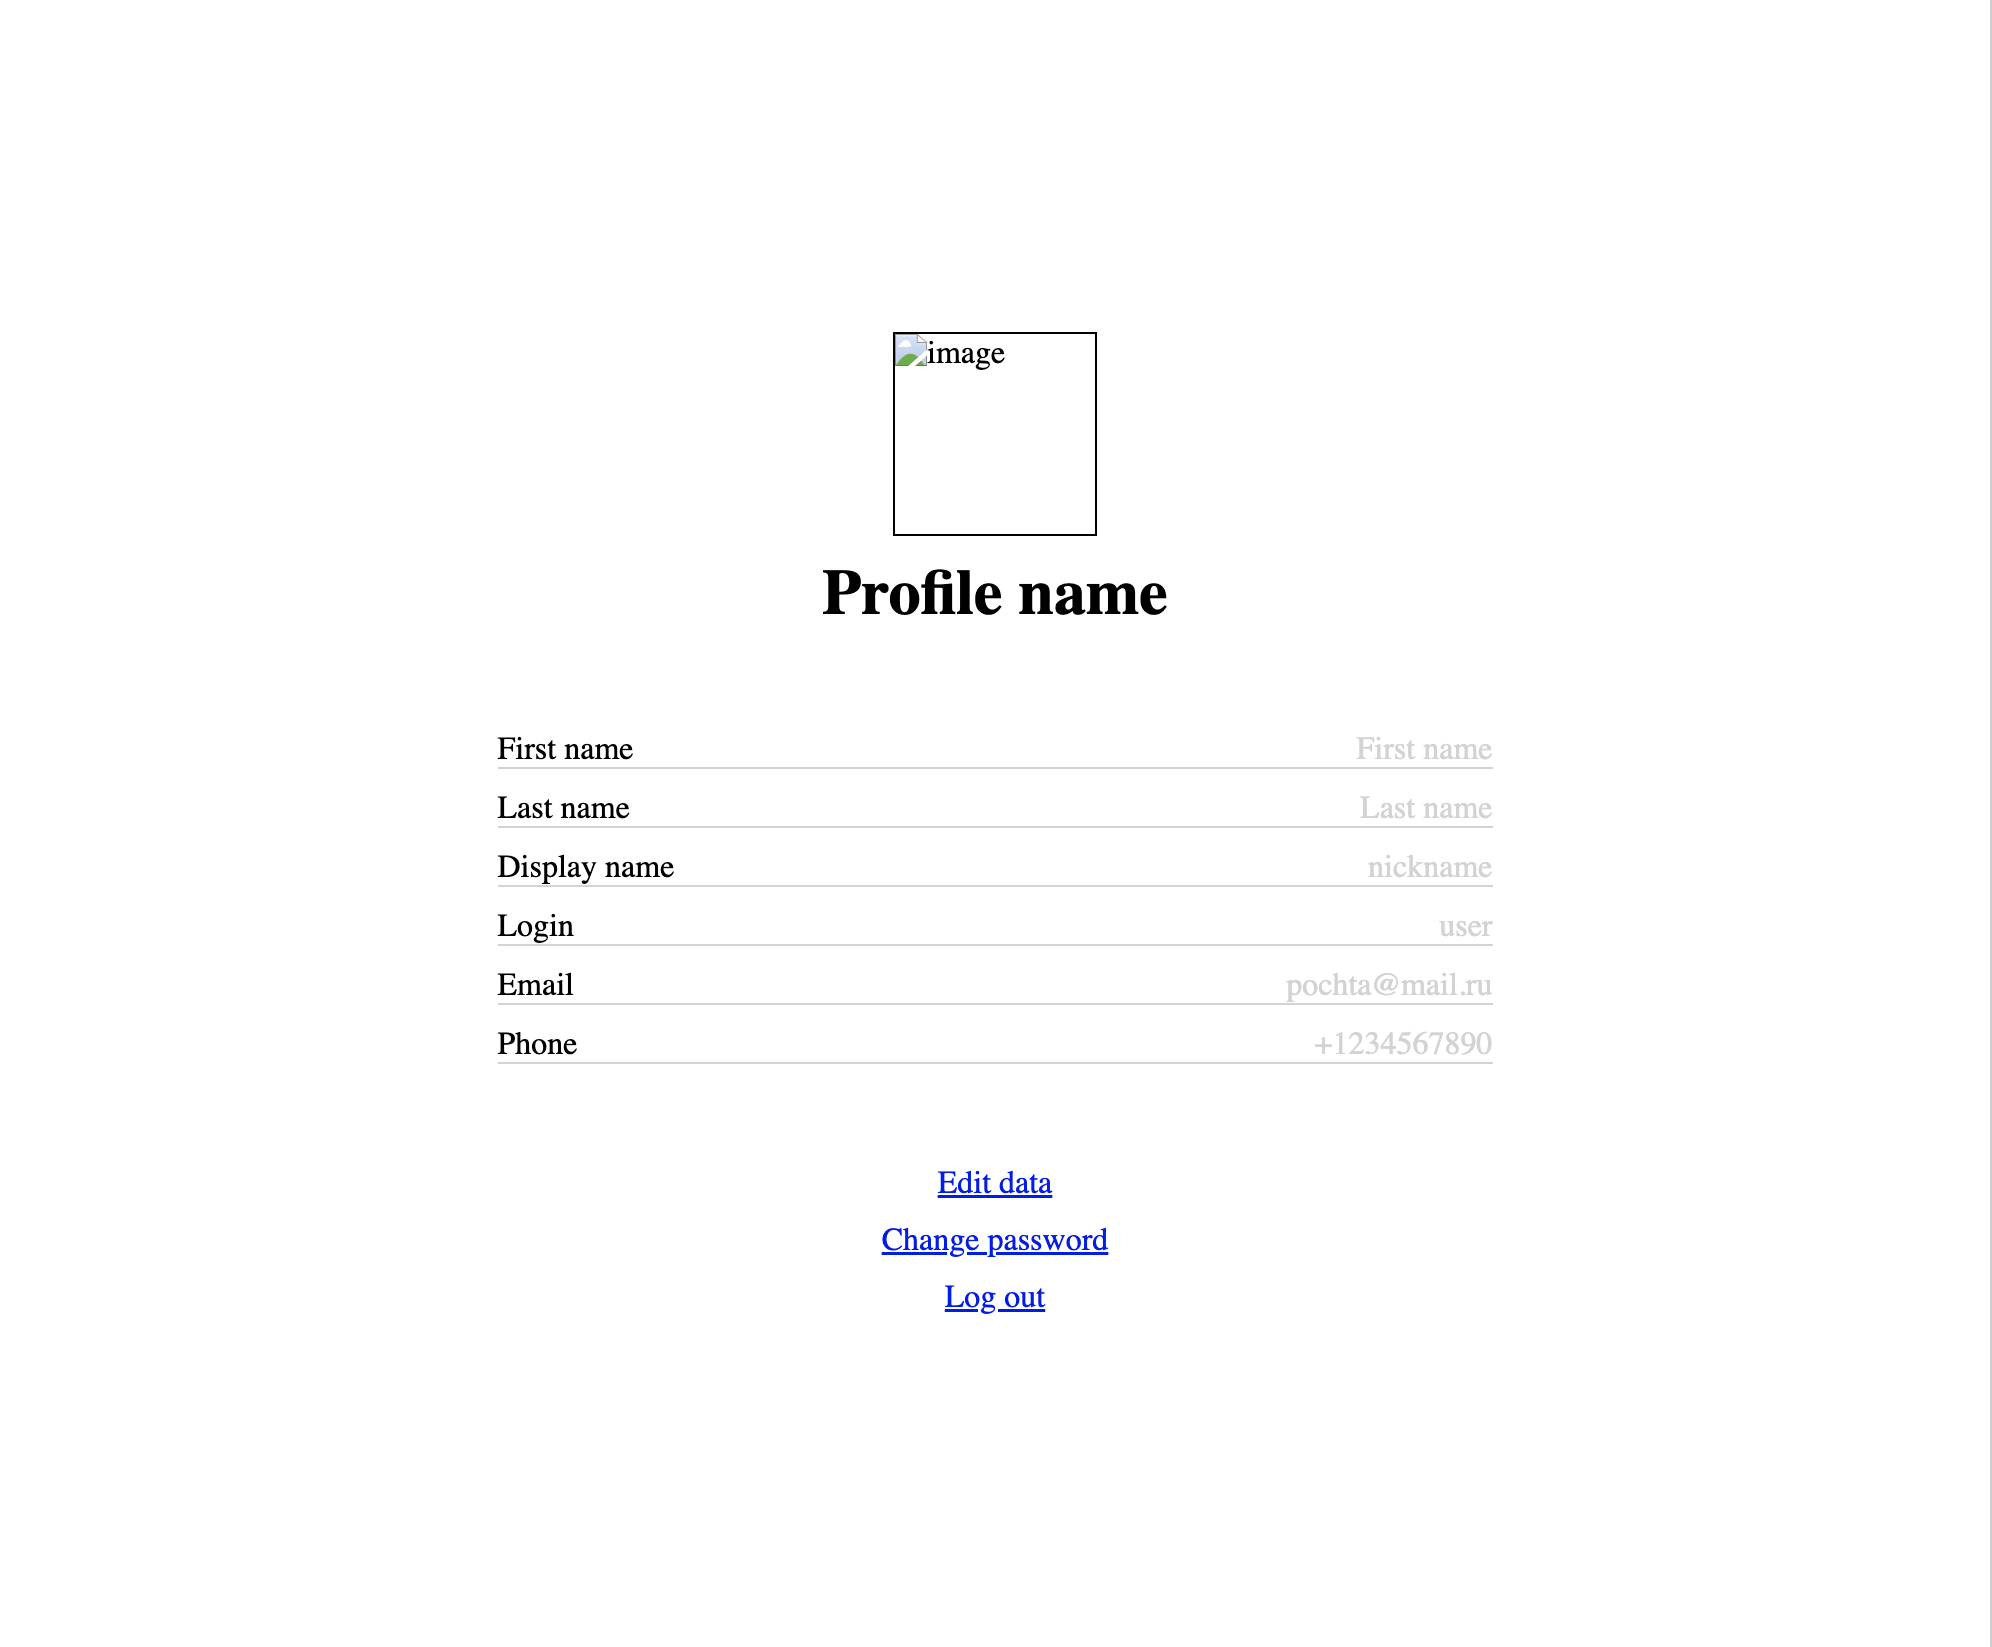 image
Profile name
First name First name
Last name Last name
Display name nickname
Login user
Email pochta@mail.ru
Phone +1234567890
Edit data
Change password
Log out